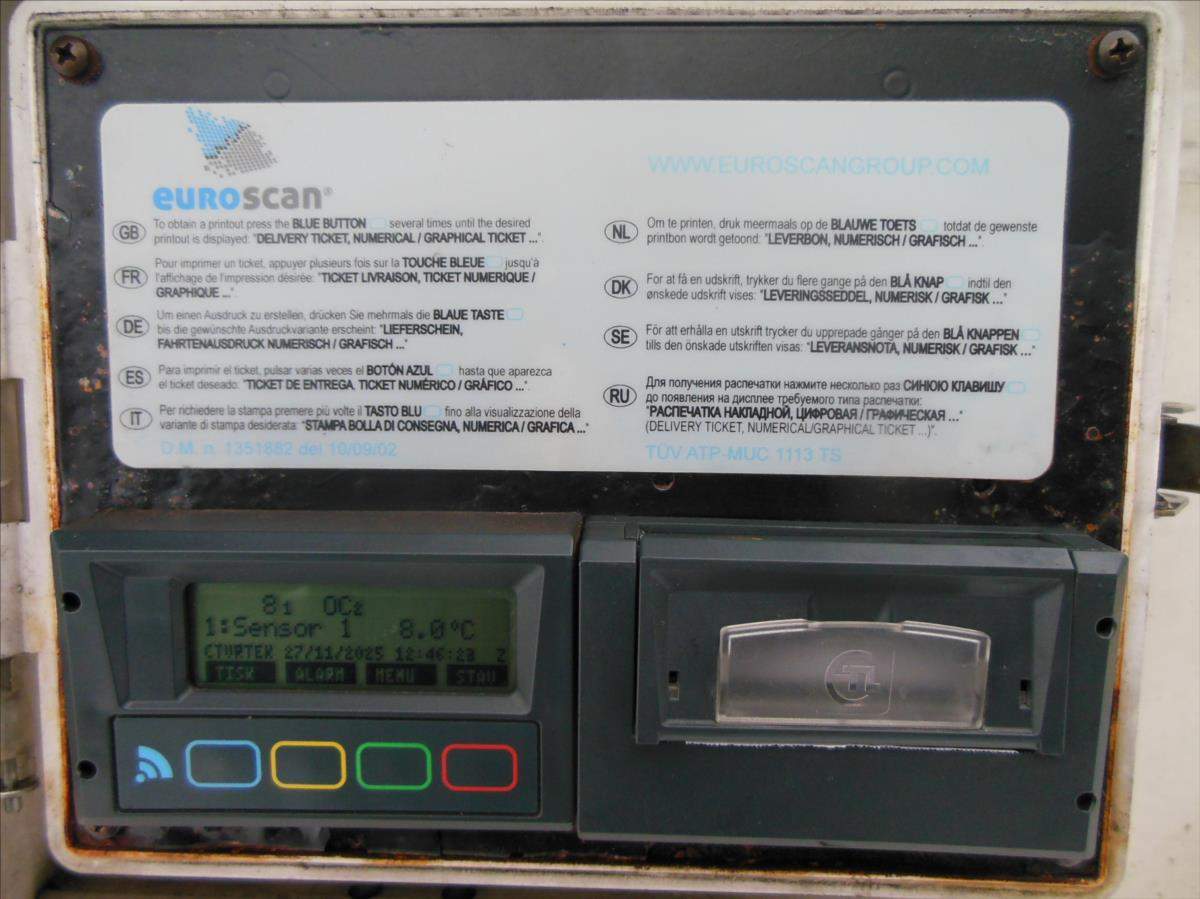 euroscan®
WWW.EUROSCANGROUP.COM
GB
To obtain a printout press the BLUE BUTTON several times until the desired
printout is displayed: "DELIVERY TICKET, NUMERICAL / GRAPHICAL TICKET ...".
FR
Pour imprimer un ticket, appuyer plusieurs fois sur la TOUCHE BLEUE jusqu'à
l'affichage de l'impression désirée: "TICKET LIVRAISON, TICKET NUMERIQUE /
GRAPHIQUE ..."
DE
Um einen Ausdruck zu erstellen, drücken Sie mehrmals die BLAUE TASTE
bis die gewünschte Ausdruckvariante erscheint: "LIEFERSCHEIN,
FAHRTENAUSDRUCK NUMERISCH / GRAFISCH ..."
ES
Para imprimir el ticket, pulsar varias veces el BOTÓN AZUL hasta que aparezca
el ticket deseado: "TICKET DE ENTREGA, TICKET NUMÉRICO / GRÁFICO ...".
IT
Per richiedere la stampa premere più volte il TASTO BLU fino alla visualizzazione della
variante di stampa desiderata: "STAMPA BOLLA DI CONSEGNA, NUMERICA / GRAFICA ..."
D.M. n. 1351882 del 19/09/02
NL
Om te printen, druk meermaals op de BLAUWE TOETS totdat de gewenste
printbon wordt getoond: "LEVERBON, NUMERISCH / GRAFISCH ...".
DK
For at få en udskrift, trykker du flere gange på den BLÅ KNAP indtil den
ønskede udskrift vises: "LEVERINGSSEDDEL, NUMERISK / GRAFISK ..."
SE
För att erhålla en utskrift trycker du upprepade gånger på den BLÅ KNAPPEN
tills den önskade utskriften visas: "LEVERANSNOTA, NUMERISK / GRAFISK ..."
RU
Для получения распечатки нажмите несколько раз СИНЮЮ КЛАВИШУ
до появления на дисплее требуемого типа распечатки:
"РАСПЕЧАТКА НАКЛАДНОЙ, ЦИФРОВАЯ / ГРАФИЧЕСКАЯ ..."
(DELIVERY TICKET, NUMERICAL/GRAPHICAL TICKET ...)".
TÜV ATP-MUC 1113 TS
81 OC2
1:Sensor 1 8.0°C
CTVRTEK 27/11/2025 12:46:28 Z
TISK ALARM MENU STAV